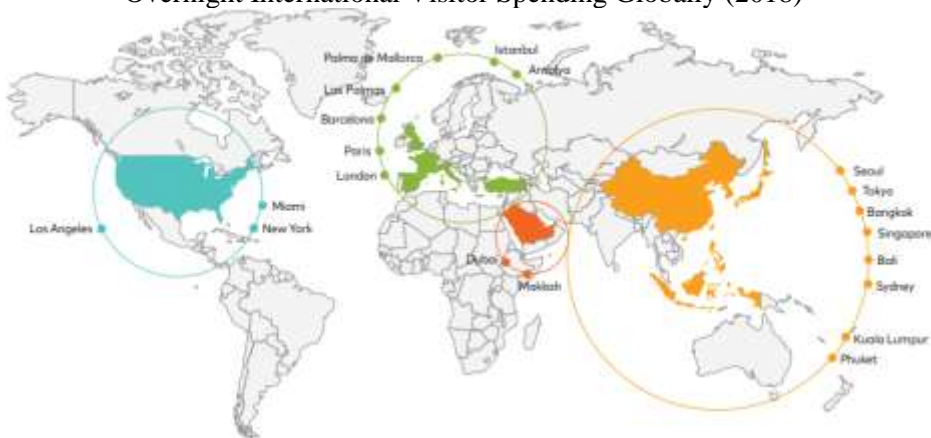 Overnight International Visitor Spending Globally (2018)
Palma de Mallorca
Istanbul
Antalya
Las Palmas
Barcelona
Paris
London
Miami
Los Angeles
New York
Dubai
Makkah
Seoul
Tokyo
Bangkok
Singapore
Bali
Sydney
Kuala Lumpur
Phuket